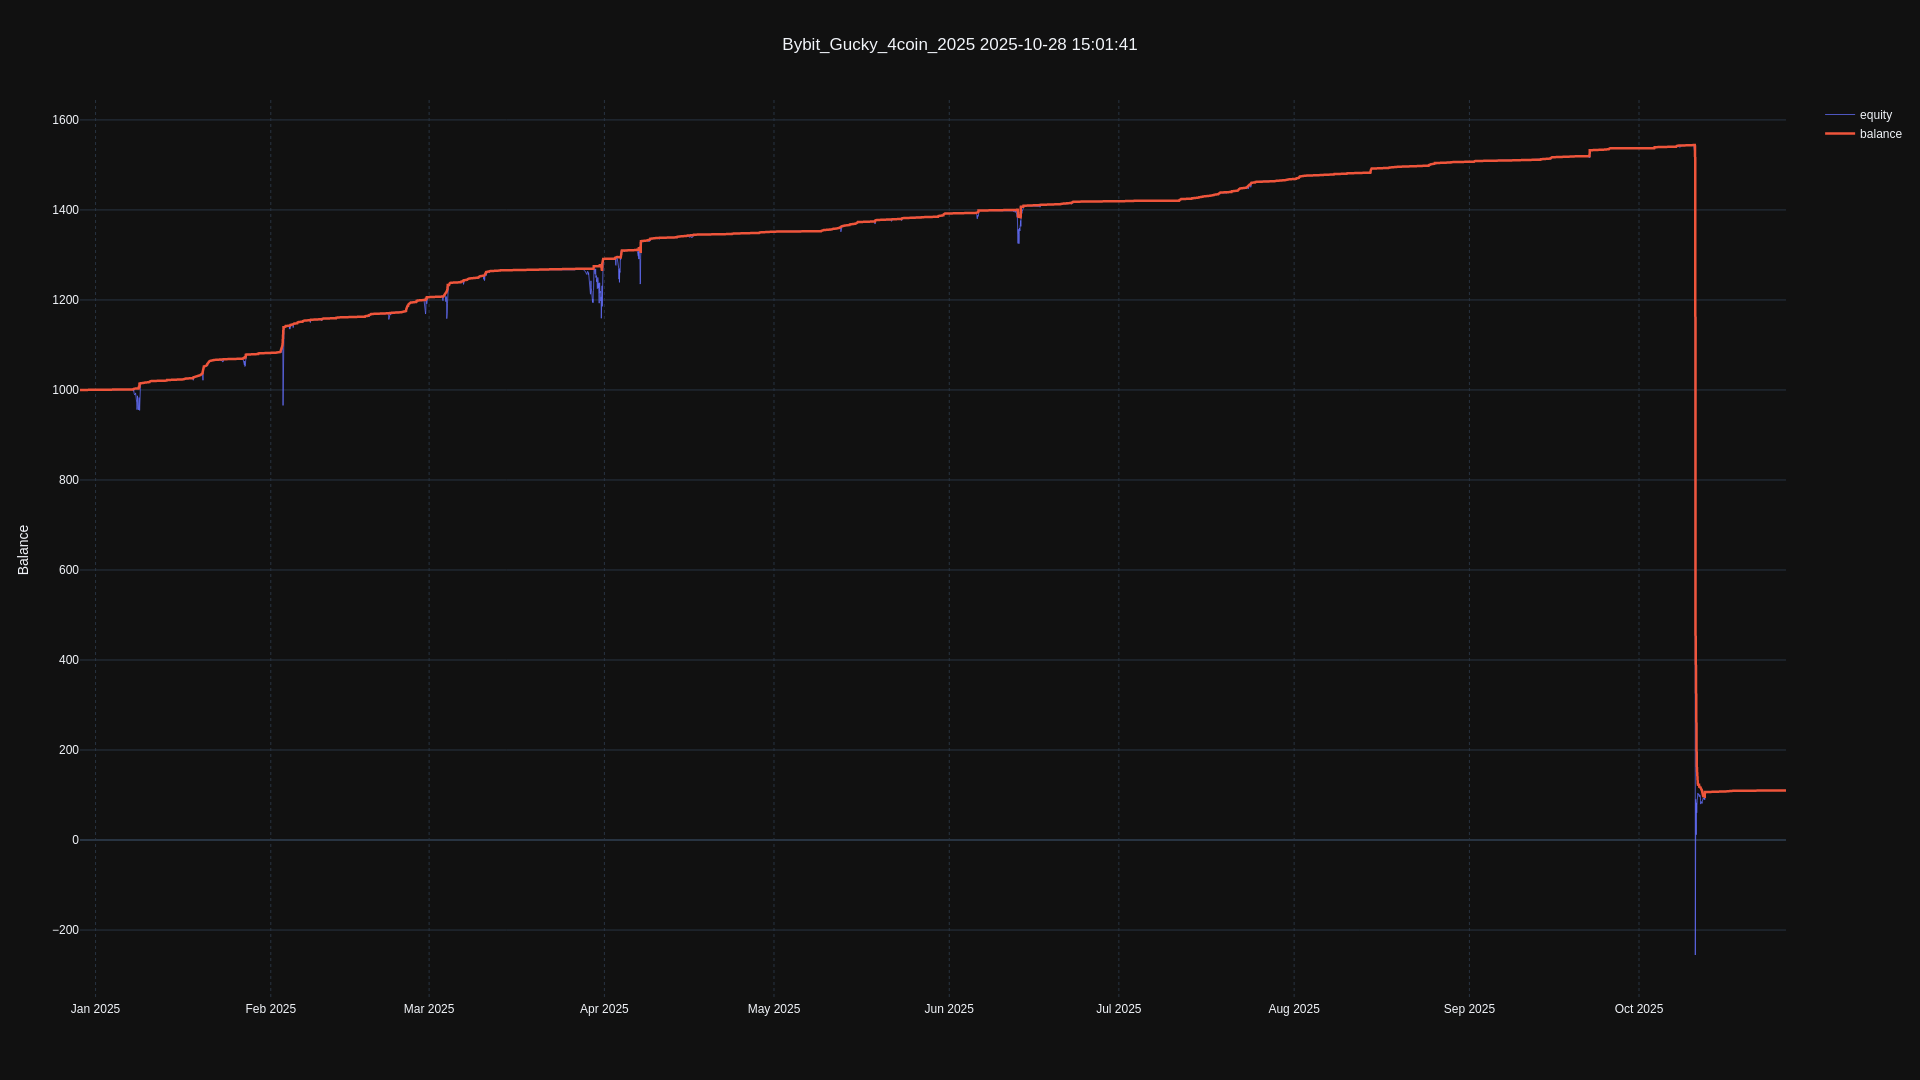 Bybit_Gucky_4coin_2025 2025-10-28 15:01:41
equity
balance
Balance
1600
1400
1200
1000
800
600
400
200
0
−200
Jan 2025
Feb 2025
Mar 2025
Apr 2025
May 2025
Jun 2025
Jul 2025
Aug 2025
Sep 2025
Oct 2025